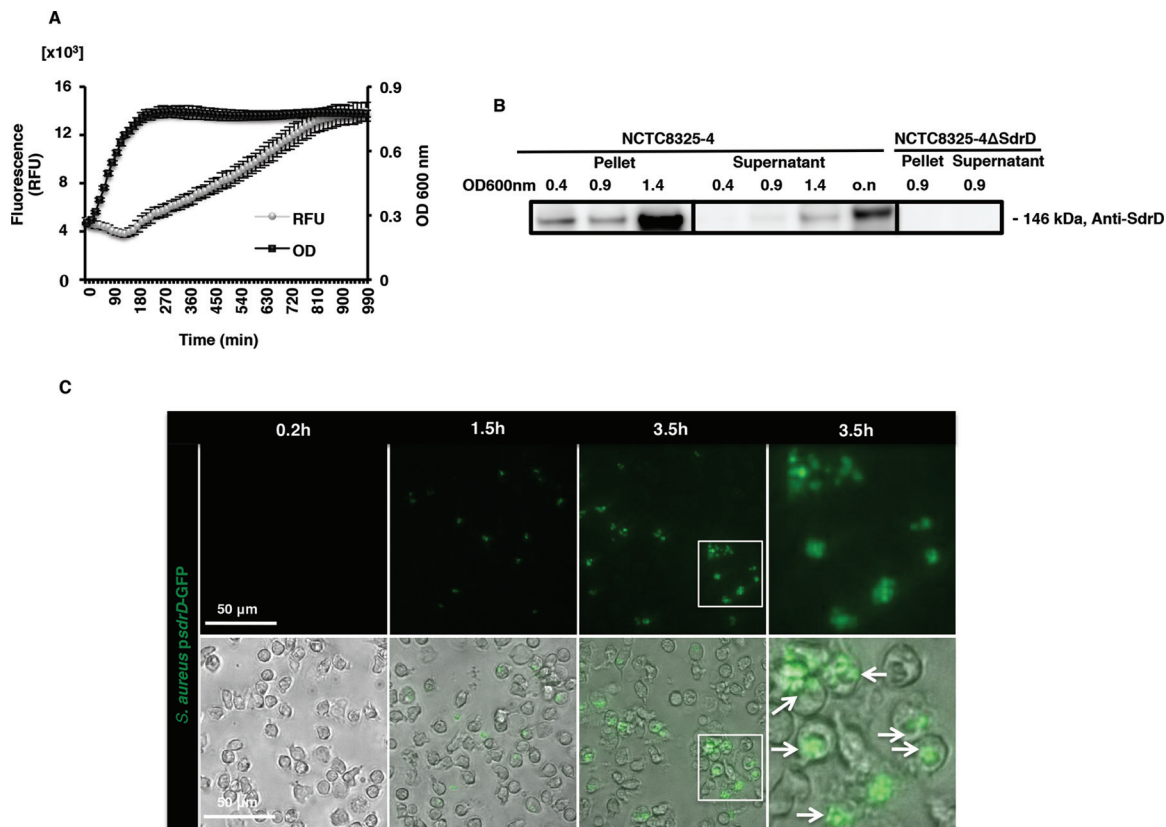 A
[x10³]
16
12
8
4
0
Fluorescence
(RFU)
0.9
0.6
0.3
0
OD 600 nm
RFU
OD
0 90 180 270 360 450 540 630 720 810 900 990
Time (min)
B
NCTC8325-4 NCTC8325-4ΔSdrD
Pellet Supernatant Pellet Supernatant
OD600nm 0.4 0.9 1.4 0.4 0.9 1.4 o.n 0.9 0.9
- 146 kDa, Anti-SdrD
C
0.2h 1.5h 3.5h 3.5h
S. aureus psdrD-GFP
50 µm
50 µm